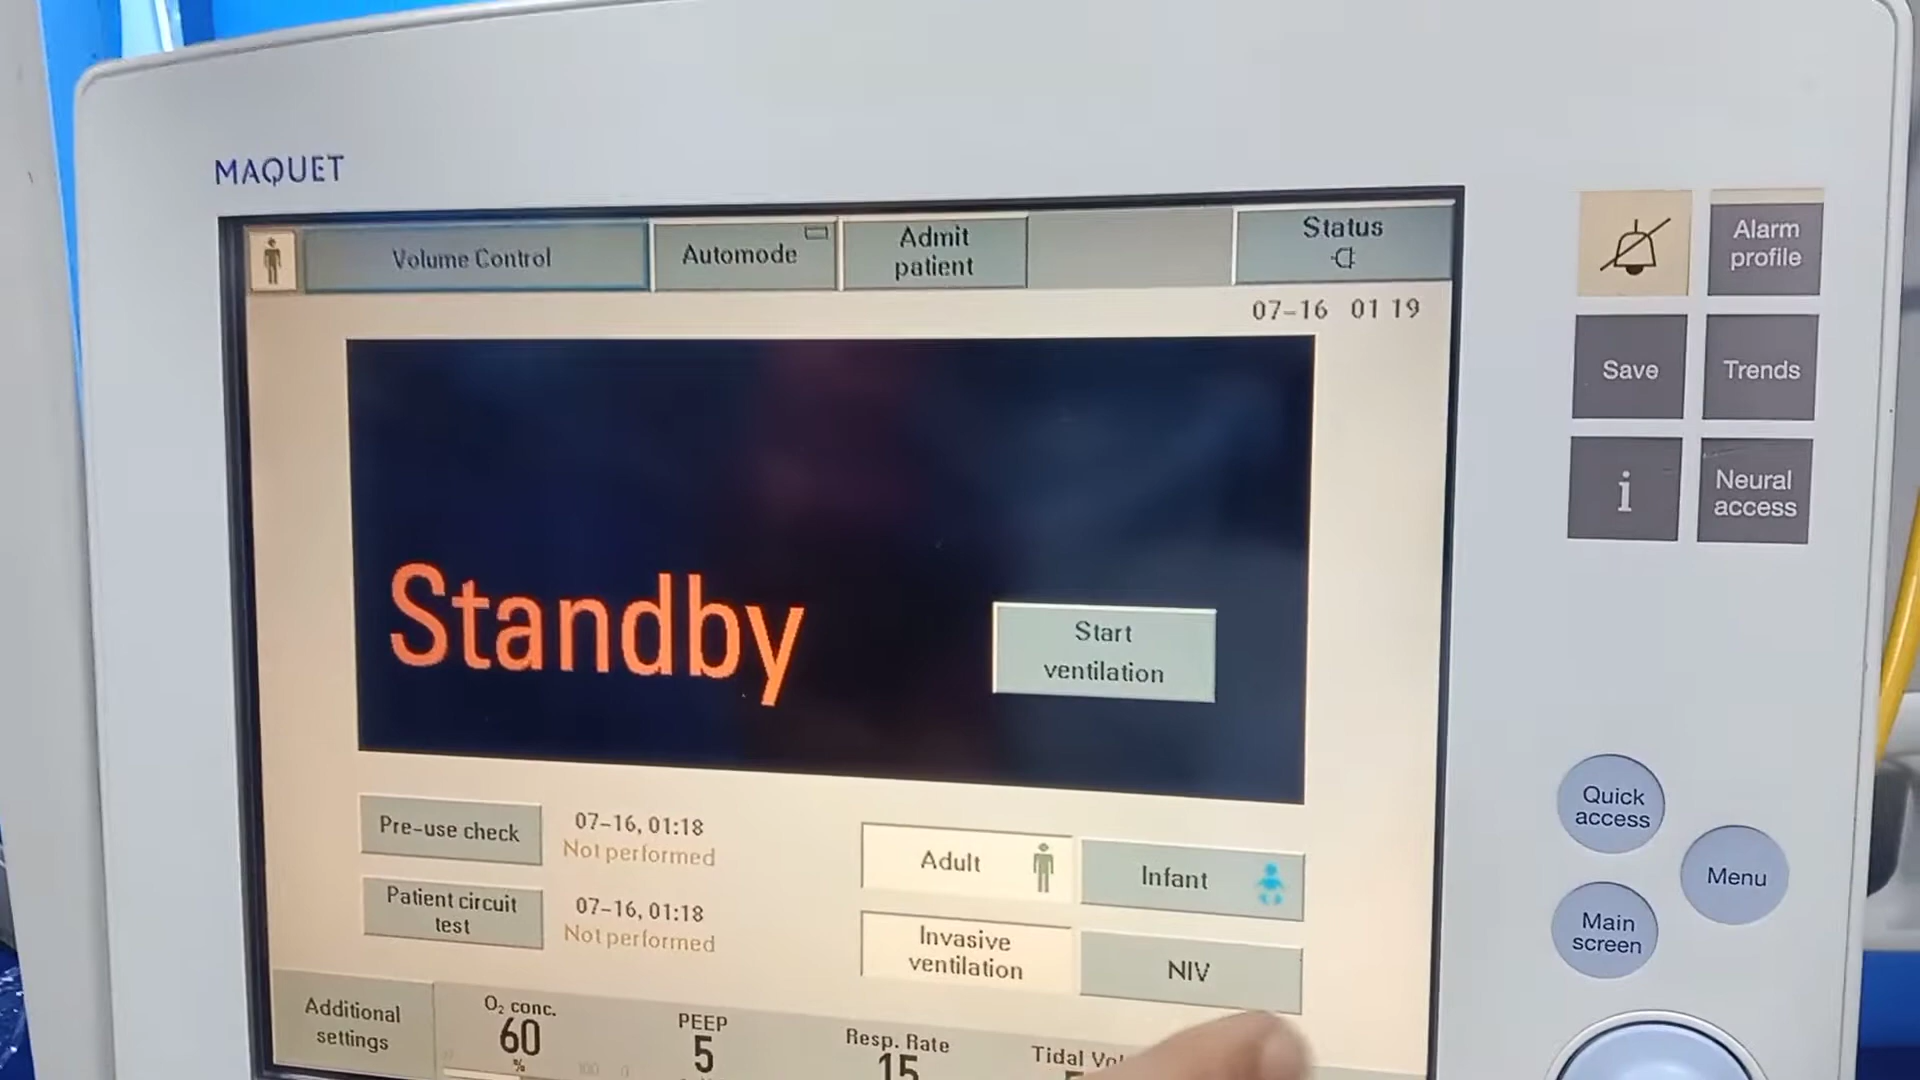 MAQUET
Volume Control
Automode
Admit
patient
Status
07-16 01 19
Alarm
profile
Save
Trends
i
Neural
access
Standby
Start
ventilation
Pre-use check
07-16, 01:18
Not performed
Patient circuit
test
07-16, 01:18
Not performed
Adult
Infant
Invasive
ventilation
NIV
Quick
access
Menu
Main
screen
Additional
settings
O₂ conc.
60
%
PEEP
5
Resp. Rate
15
Tidal